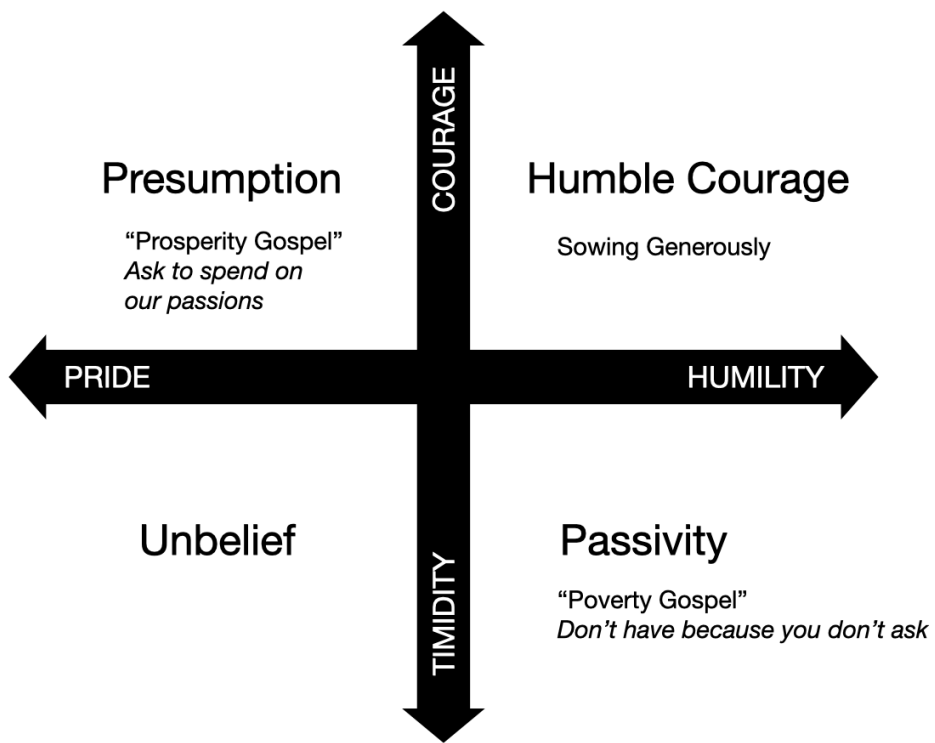 COURAGE
Presumption
“Prosperity Gospel”
Ask to spend on
our passions
Humble Courage
Sowing Generously
PRIDE
HUMILITY
Unbelief
TIMIDITY
Passivity
“Poverty Gospel”
Don’t have because you don’t ask